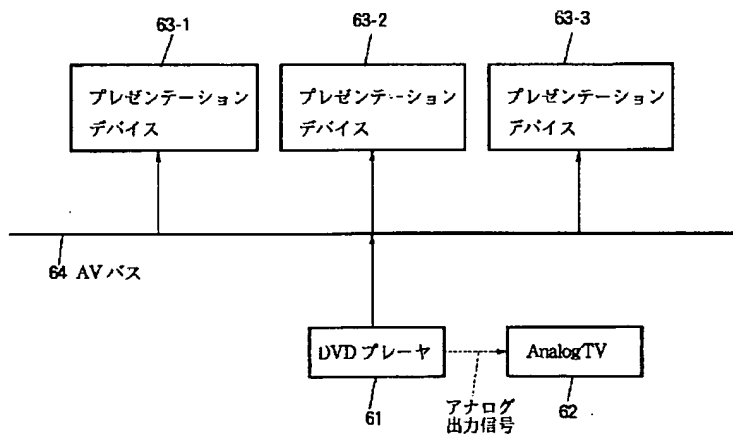 63-1
63-2
63-3
プレゼンテーション
デバイス
プレゼンテーション
デバイス
プレゼンテーション
デバイス
64 AVバス
DVDプレーヤ
AnalogTV
61
アナログ
出力信号
62